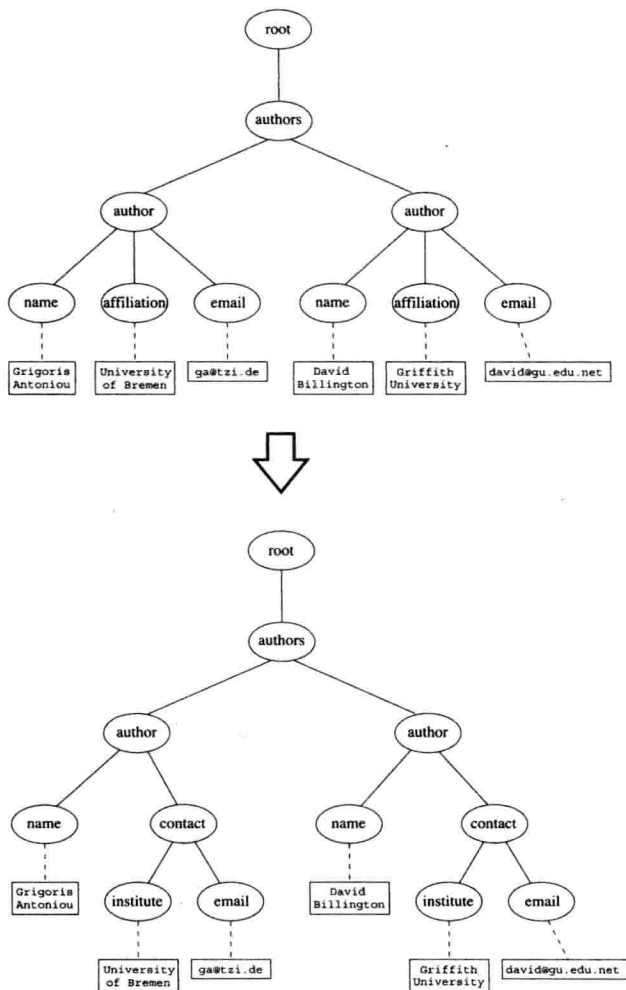 root
authors
author
author
name
affiliation
email
name
affiliation
email
Grigoris
Antoniou
University
of Bremen
ga@tzi.de
David
Billington
Griffith
University
david@gu.edu.net
root
authors
author
author
name
contact
name
contact
Grigoris
Antoniou
institute
email
David
Billington
institute
email
University
of Bremen
ga@tzi.de
Griffith
University
david@gu.edu.net